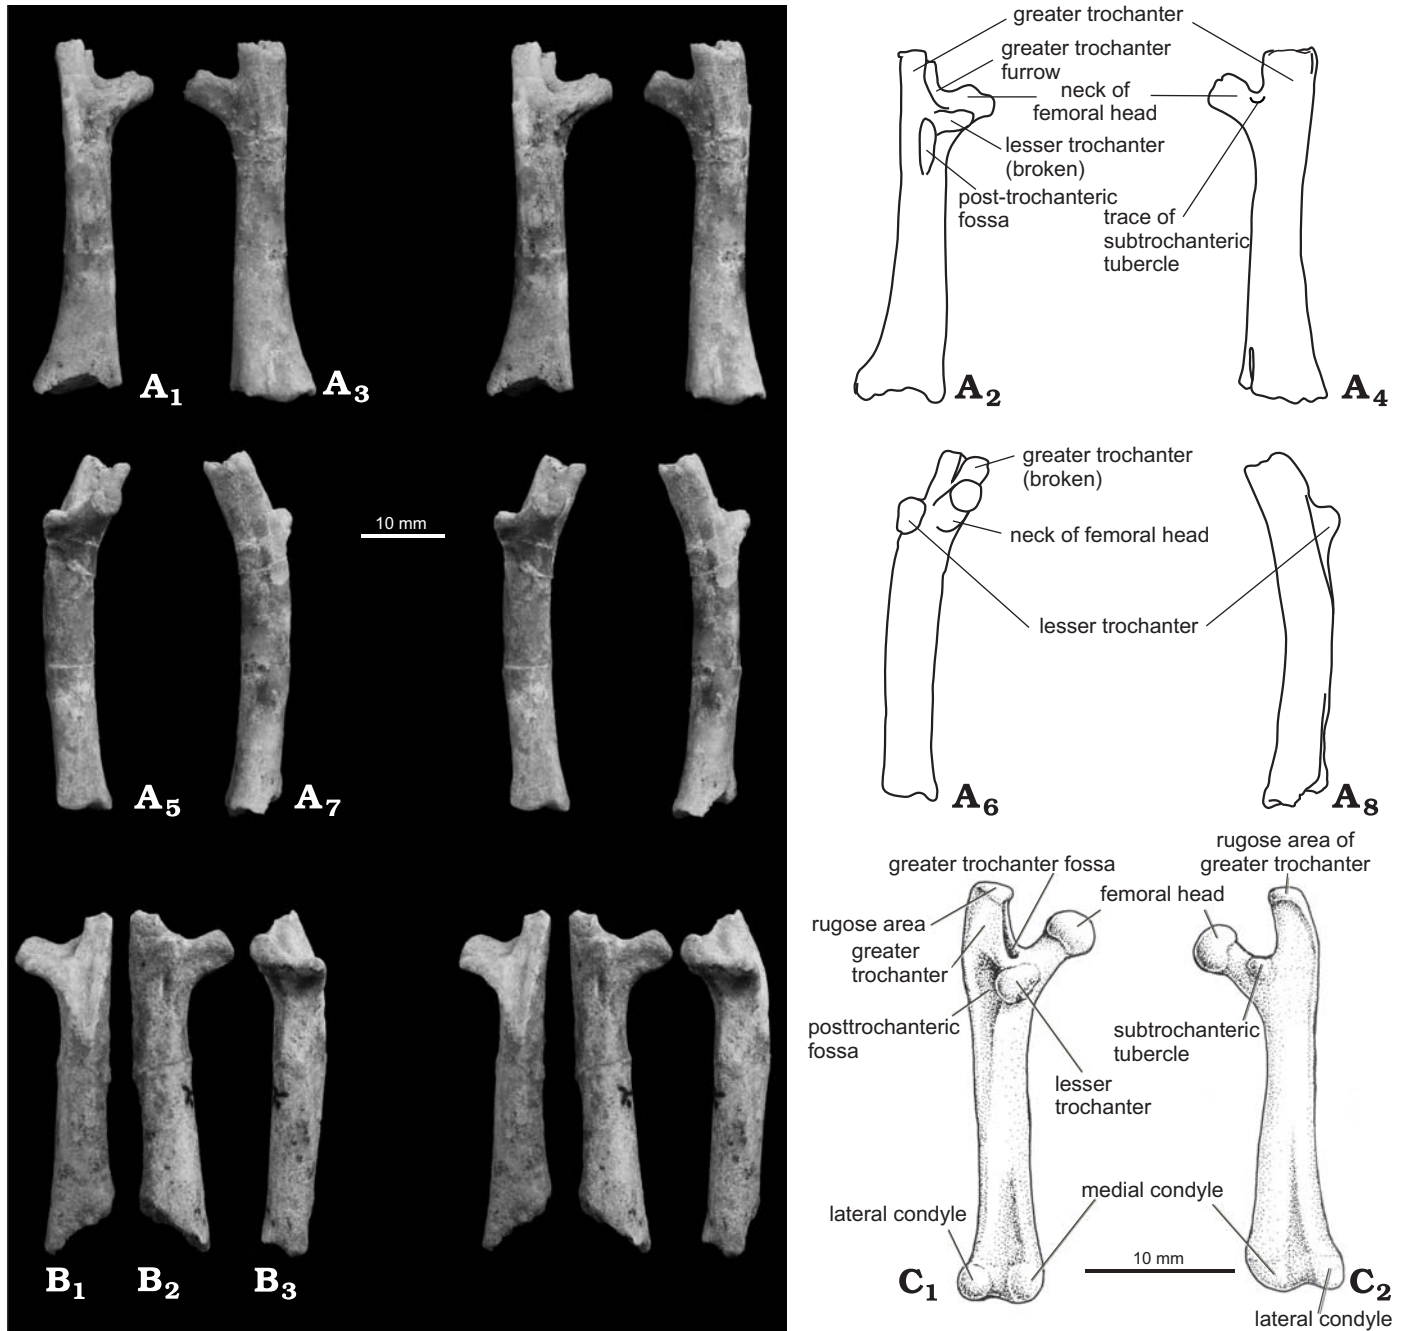 greater trochanter
greater trochanter
furrow
neck of
femoral head
lesser trochanter
(broken)
post-trochanteric
fossa
trace of
subtrochanteric
tubercle
A1
A3
A2
A4
greater trochanter
(broken)
10 mm
neck of femoral head
lesser trochanter
A5
A7
A6
A8
rugose area of
greater trochanter
greater trochanter fossa
femoral head
rugose area
greater
trochanter
posttrochanteric
fossa
subtrochanteric
tubercle
lesser
trochanter
medial condyle
lateral condyle
10 mm
B1
B2
B3
C1
C2
lateral condyle